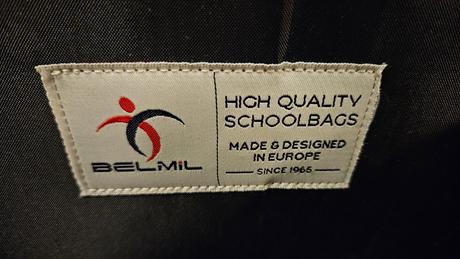 BELMiL
HIGH QUALITY
SCHOOLBAGS
MADE & DESIGNED
IN EUROPE
SINCE 1965